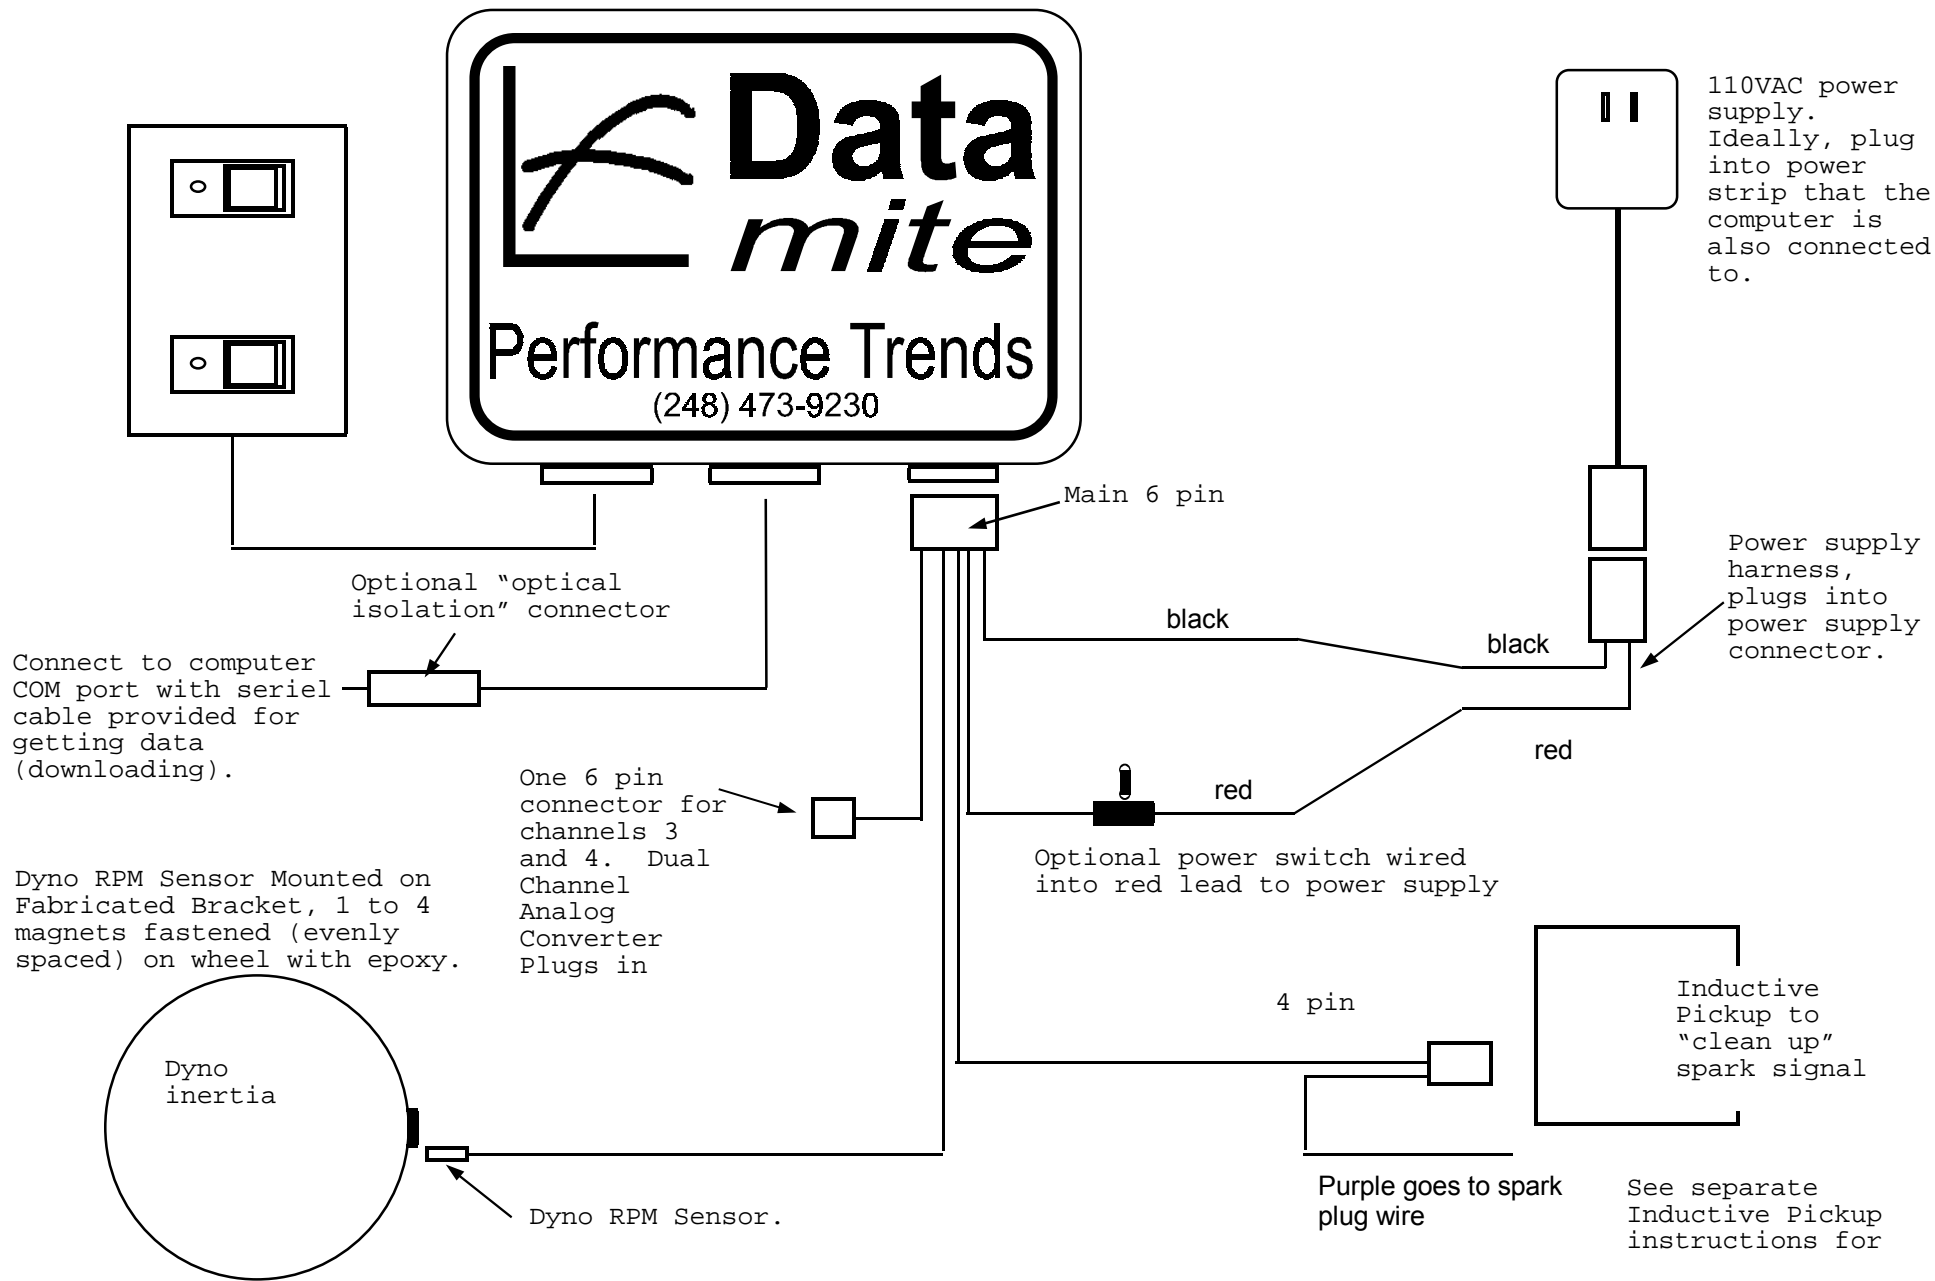 Data
mite
Performance Trends
(248) 473-9230
110VAC power
supply.
Ideally, plug
into power
strip that the
computer is
also connected
to.
Main 6 pin
Power supply
harness,
plugs into
power supply
connector.
Optional “optical
isolation” connector
black
black
Connect to computer
COM port with seriel
cable provided for
getting data
(downloading).
red
red
One 6 pin
connector for
channels 3
and 4. Dual
Channel
Analog
Converter
Plugs in
Optional power switch wired
into red lead to power supply
Dyno RPM Sensor Mounted on
Fabricated Bracket, 1 to 4
magnets fastened (evenly
spaced) on wheel with epoxy.
Dyno
inertia
Dyno RPM Sensor.
4 pin
Inductive
Pickup to
“clean up”
spark signal
Purple goes to spark
plug wire
See separate
Inductive Pickup
instructions for